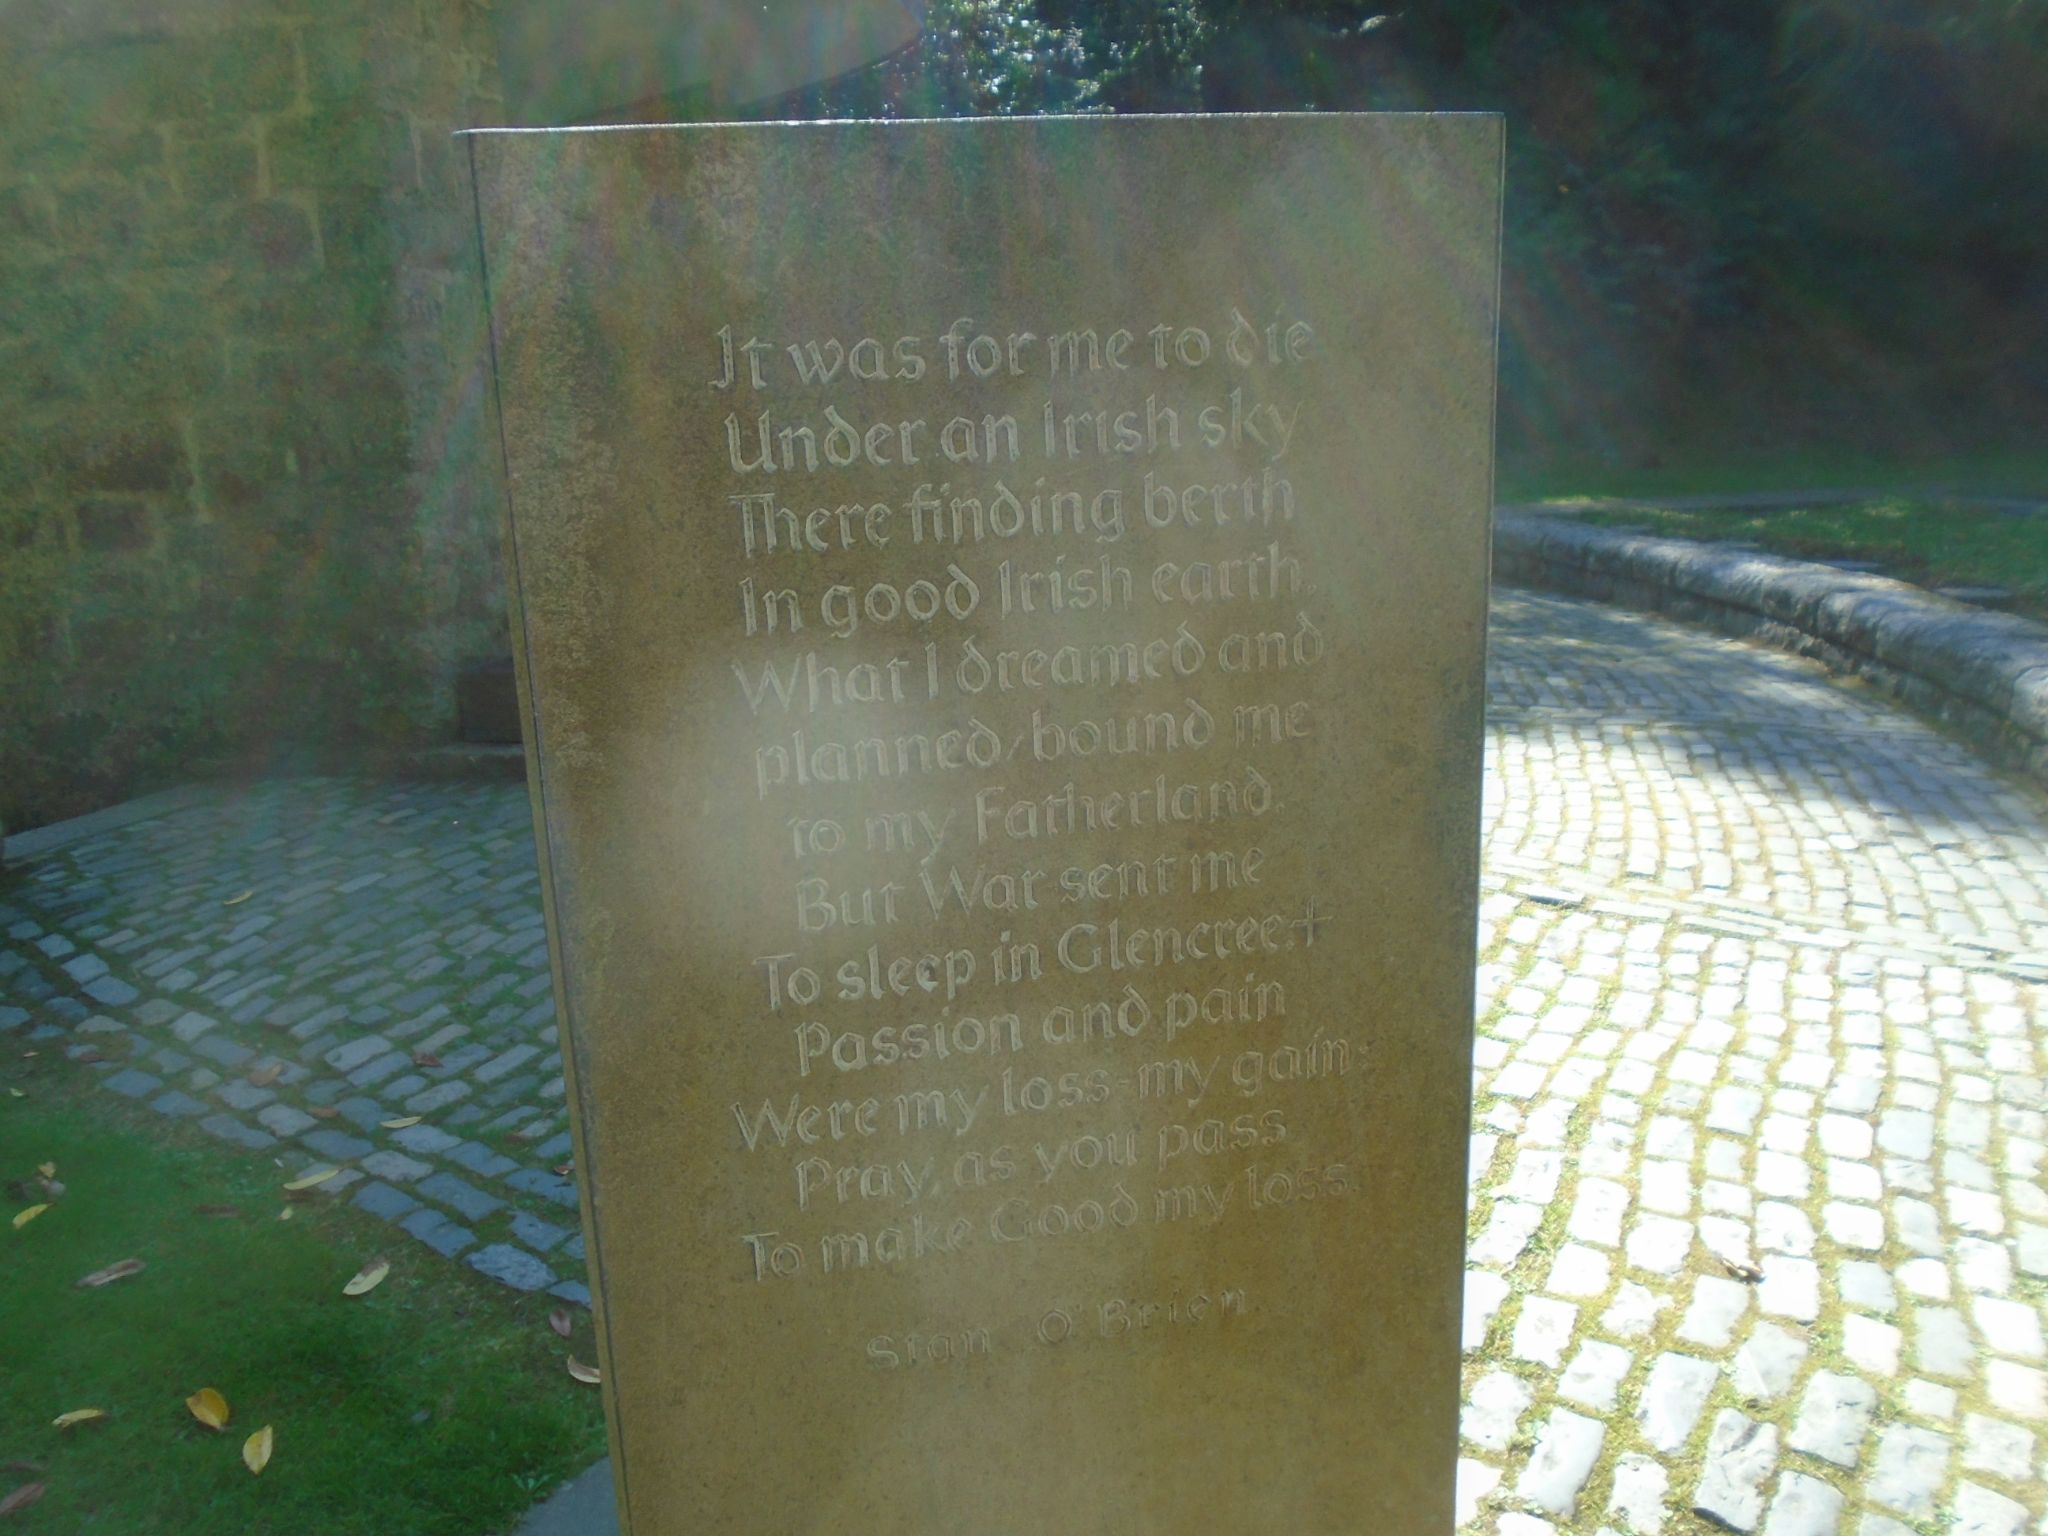 It was for me to die
Under an Irish sky
There finding berth
In good Irish earth.
What I dreamed and
planned/bound me
to my Fatherland.
But War sent me
To sleep in Glencree:+
Passion and pain
Were my loss-my gain:
Pray, as you pass
To make Good my loss.
Stan O'Brien.